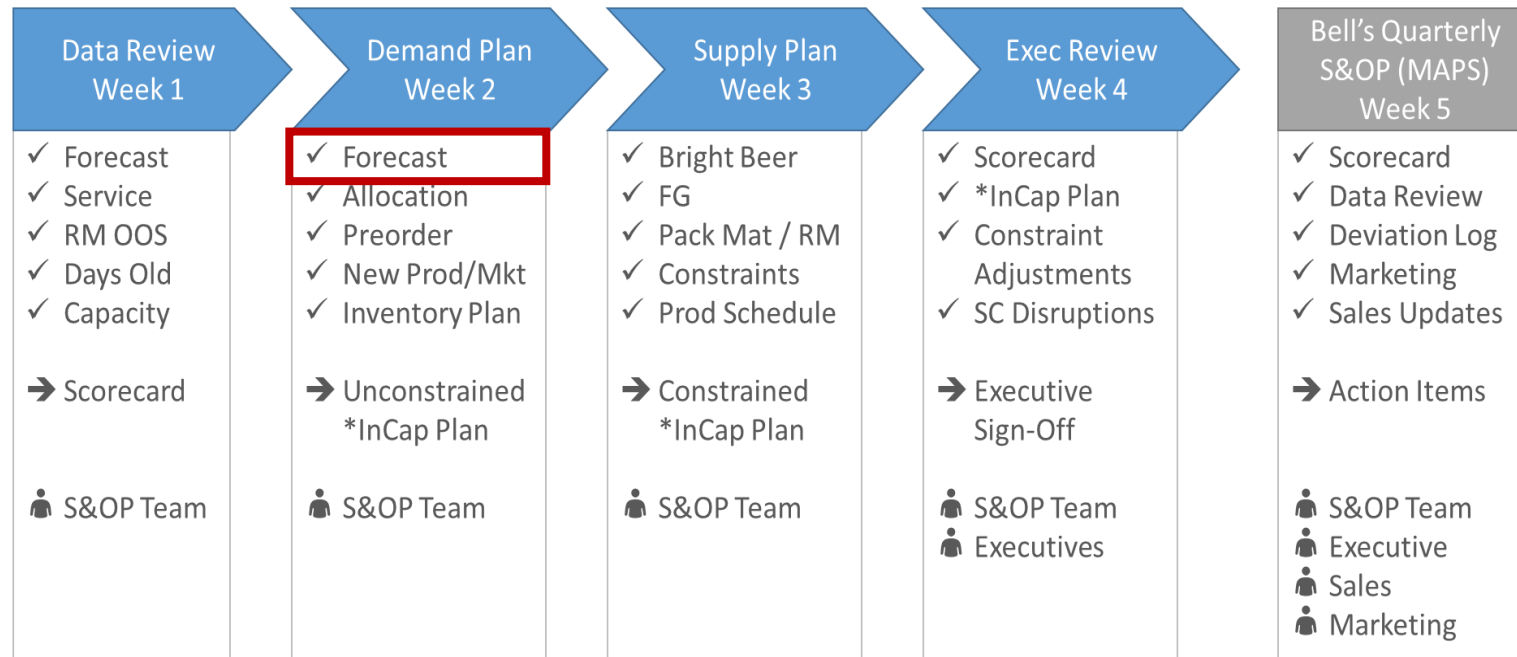 Data Review
Week 1
✓ Forecast
✓ Service
✓ RM OOS
✓ Days Old
✓ Capacity
➔ Scorecard
S&OP Team
Demand Plan
Week 2
✓ Forecast
✓ Allocation
✓ Preorder
✓ New Prod/Mkt
✓ Inventory Plan
➔ Unconstrained
*InCap Plan
S&OP Team
Supply Plan
Week 3
✓ Bright Beer
✓ FG
✓ Pack Mat / RM
✓ Constraints
✓ Prod Schedule
➔ Constrained
*InCap Plan
S&OP Team
Exec Review
Week 4
✓ Scorecard
✓ *InCap Plan
✓ Constraint
Adjustments
✓ SC Disruptions
➔ Executive
Sign-Off
S&OP Team
Executives
Bell's Quarterly
S&OP (MAPS)
Week 5
✓ Scorecard
✓ Data Review
✓ Deviation Log
✓ Marketing
✓ Sales Updates
➔ Action Items
S&OP Team
Executive
Sales
Marketing